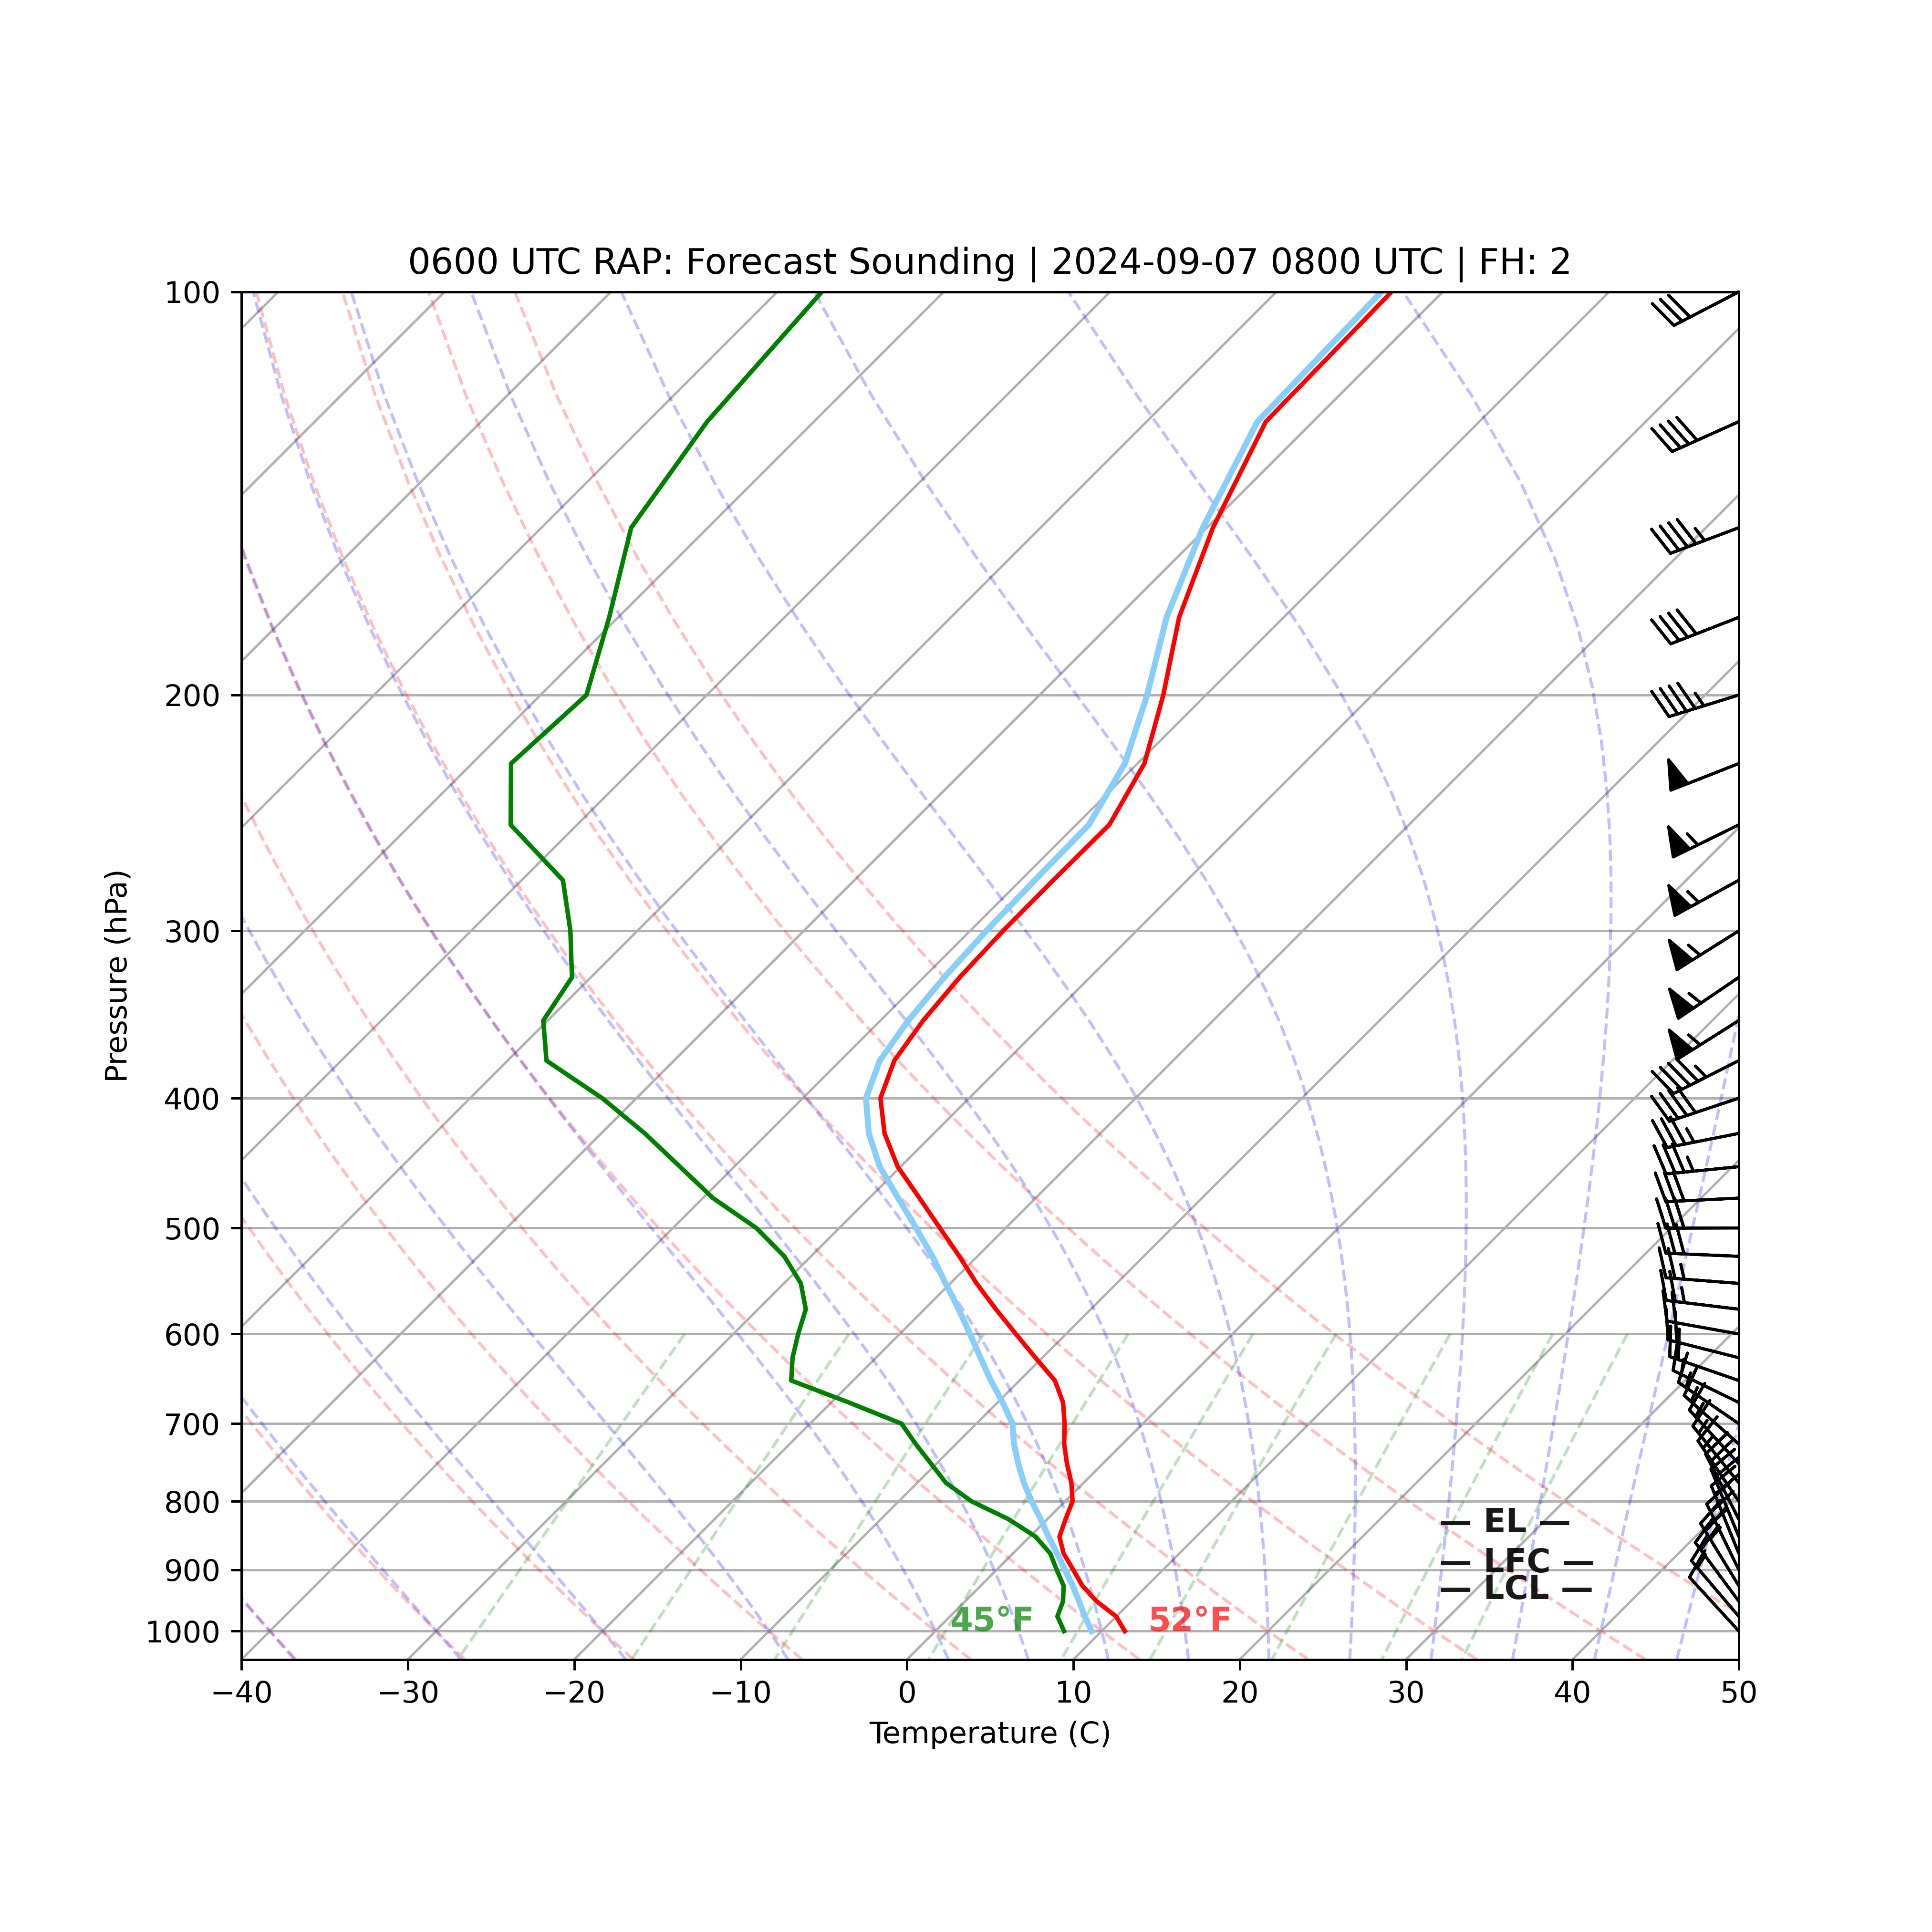 0600 UTC RAP: Forecast Sounding | 2024-09-07 0800 UTC | FH: 2
100
200
300
400
500
600
700
800
900
1000
Pressure (hPa)
— EL —
— LFC —
— LCL —
45°F
52°F
−40 −30 −20 −10 0 10 20 30 40 50
Temperature (C)